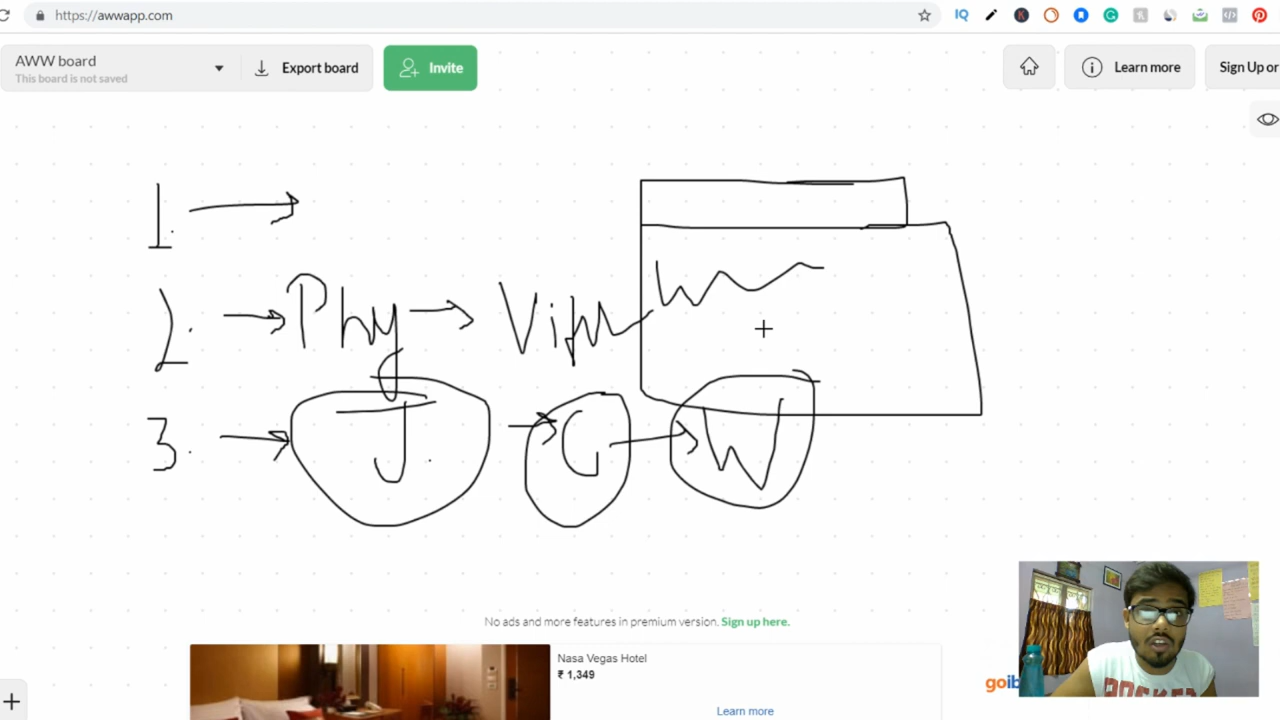 https://awwapp.com
IQ
AWW board
This board is not saved
Export board
Invite
Learn more
Sign Up or
1. →
2. → Phy →
3. → J. → G → W
No ads and more features in premium version. Sign up here.
Nasa Vegas Hotel
₹ 1,349
Learn more
goib